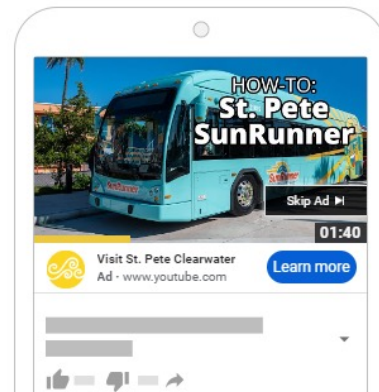 HOW-TO:
St. Pete
SunRunner
SunRunner
Skip Ad
01:40
Visit St. Pete Clearwater
Ad · www.youtube.com
Learn more